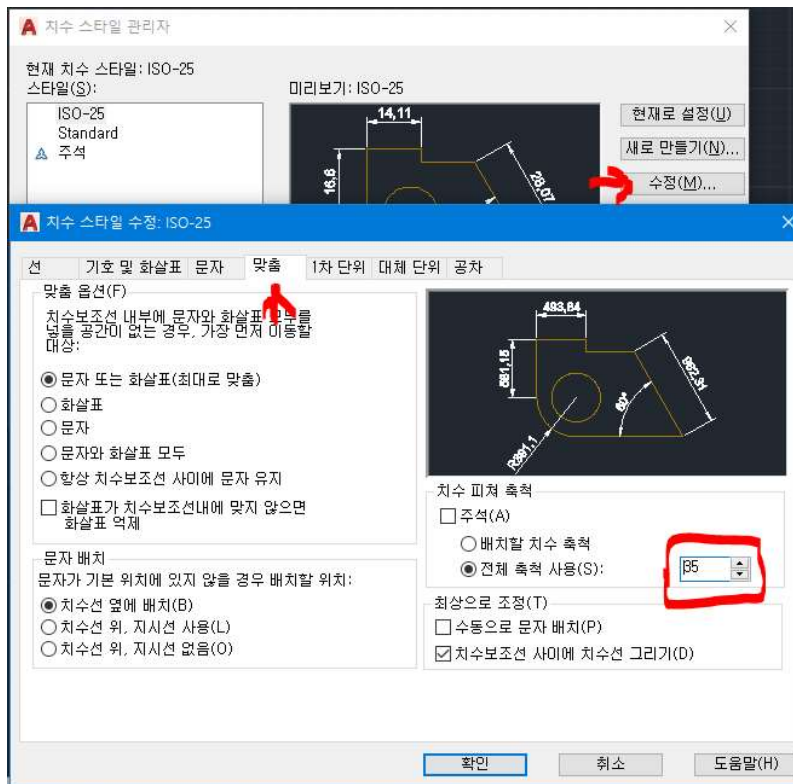 치수 스타일 관리자
현재 치수 스타일: ISO-25
스타일(S):
ISO-25
Standard
주석
미리보기: ISO-25
14,11
16,6
28,07
현재로 설정(U)
새로 만들기(N)...
수정(M)...
치수 스타일 수정: ISO-25
선 기호 및 화살표 문자 맞춤 1차 단위 대체 단위 공차
맞춤 옵션(F)
치수보조선 내부에 문자와 화살표 모두를
넣을 공간이 없는 경우, 가장 먼저 이동할
대상:
문자 또는 화살표(최대로 맞춤)
화살표
문자
문자와 화살표 모두
항상 치수보조선 사이에 문자 유지
화살표가 치수보조선내에 맞지 않으면
화살표 억제
문자 배치
문자가 기본 위치에 있지 않을 경우 배치할 위치:
치수선 옆에 배치(B)
치수선 위, 지시선 사용(L)
치수선 위, 지시선 없음(O)
493,84
581,15
982,31
60°
R391,1
치수 피쳐 축척
주석(A)
배치할 치수 축척
전체 축척 사용(S):
35
최상으로 조정(T)
수동으로 문자 배치(P)
치수보조선 사이에 치수선 그리기(D)
확인
취소
도움말(H)